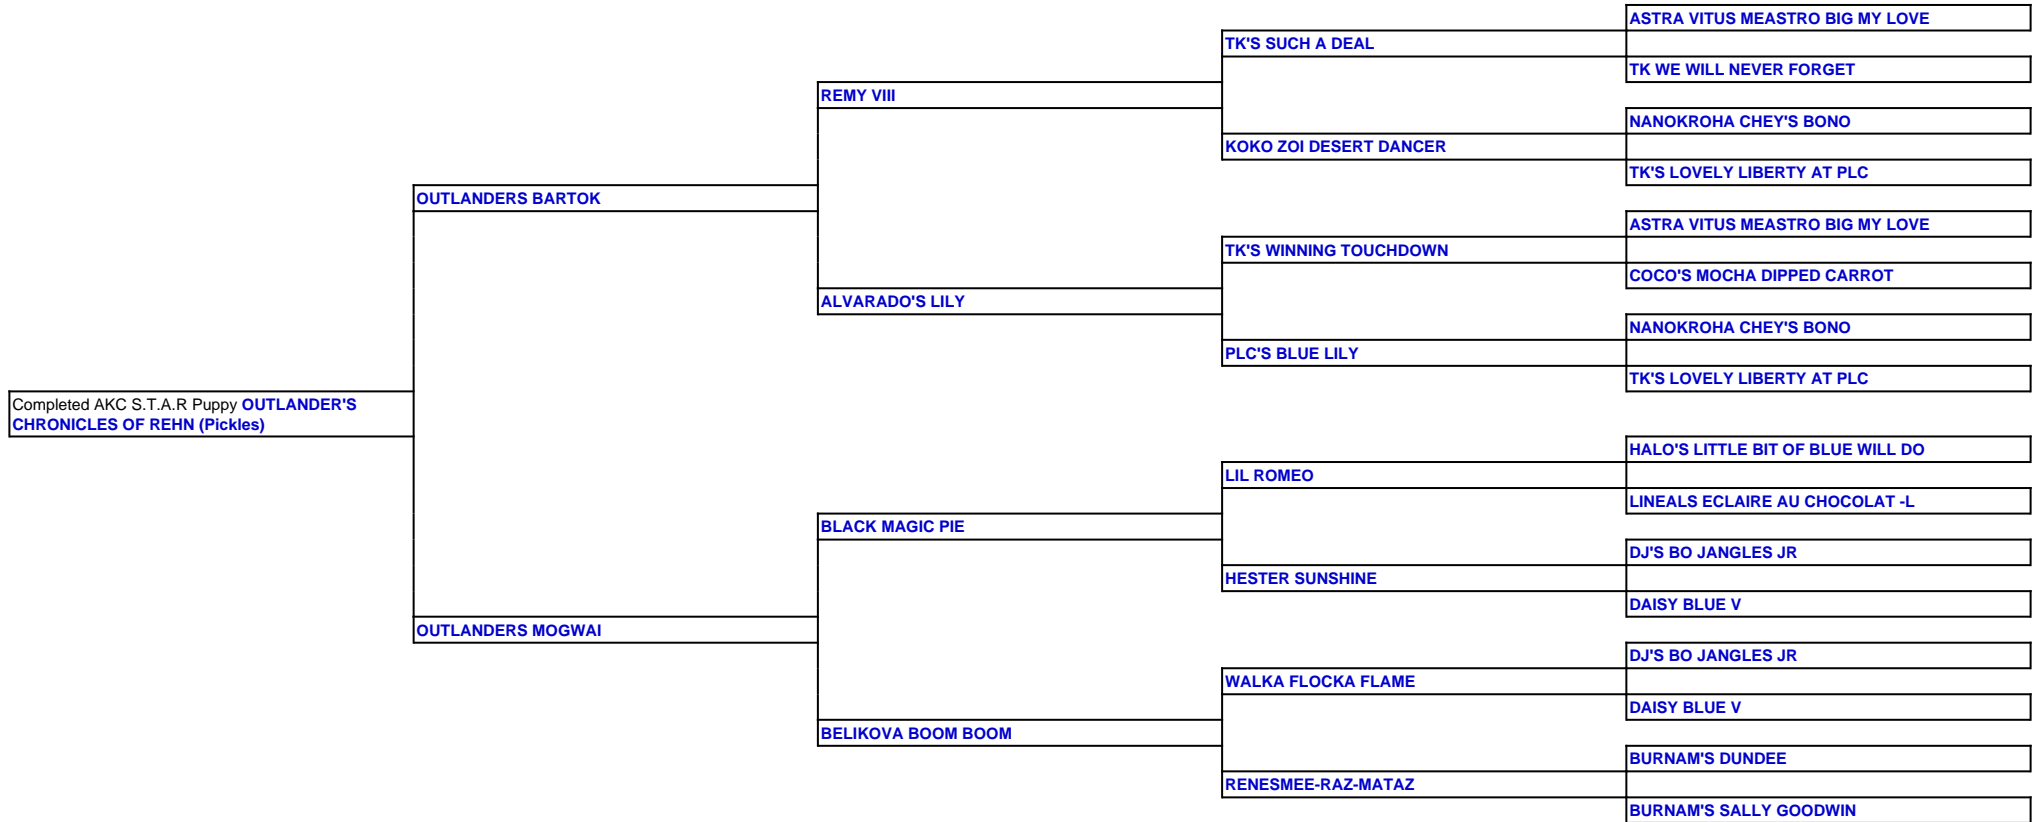 ASTRA VITUS MEASTRO BIG MY LOVE
TK'S SUCH A DEAL
TK WE WILL NEVER FORGET
REMY VIII
NANOKROHA CHEY'S BONO
KOKO ZOI DESERT DANCER
TK'S LOVELY LIBERTY AT PLC
OUTLANDERS BARTOK
ASTRA VITUS MEASTRO BIG MY LOVE
TK'S WINNING TOUCHDOWN
COCO'S MOCHA DIPPED CARROT
ALVARADO'S LILY
NANOKROHA CHEY'S BONO
PLC'S BLUE LILY
TK'S LOVELY LIBERTY AT PLC
Completed AKC S.T.A.R Puppy OUTLANDER'S
CHRONICLES OF REHN (Pickles)
HALO'S LITTLE BIT OF BLUE WILL DO
LIL ROMEO
LINEALS ECLAIRE AU CHOCOLAT -L
BLACK MAGIC PIE
DJ'S BO JANGLES JR
HESTER SUNSHINE
DAISY BLUE V
OUTLANDERS MOGWAI
DJ'S BO JANGLES JR
WALKA FLOCKA FLAME
DAISY BLUE V
BELIKOVA BOOM BOOM
BURNAM'S DUNDEE
RENESMEE-RAZ-MATAZ
BURNAM'S SALLY GOODWIN